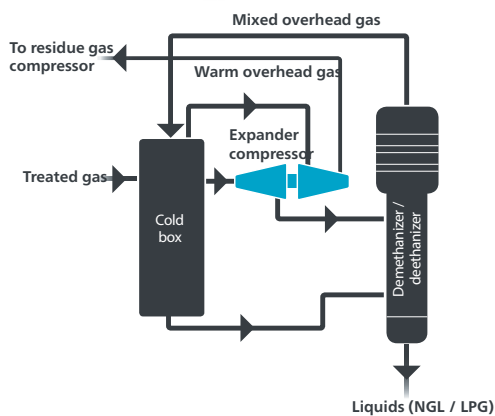 Mixed overhead gas
To residue gas
compressor
Warm overhead gas
Expander
compressor
Treated gas
Cold
box
Demethanizer /
deethanizer
Liquids (NGL / LPG)